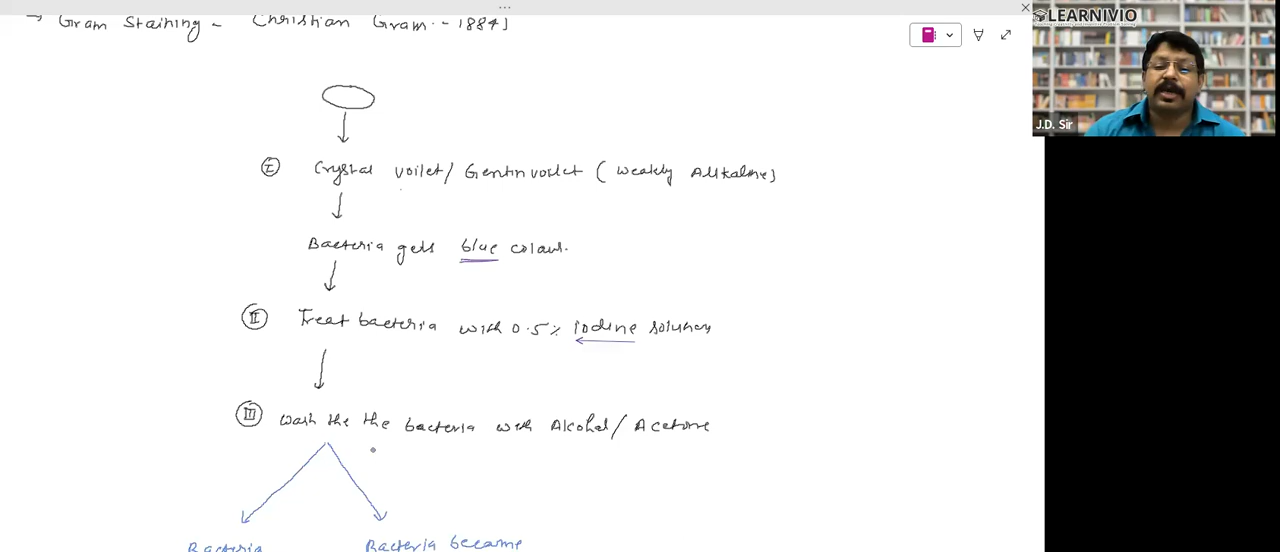 → Gram Staining - Christian Gram - 1884]
LEARNIVIO
J.D. Sir
I Crystal voilet/ Gentin voilet ( weakly Alkaline)
Bacteria gets blue colour.
II Treat bacteria with 0.5% iodine solution
III wash the the bacteria with Alcohol/ Acetone
Bacteria Bacteria became